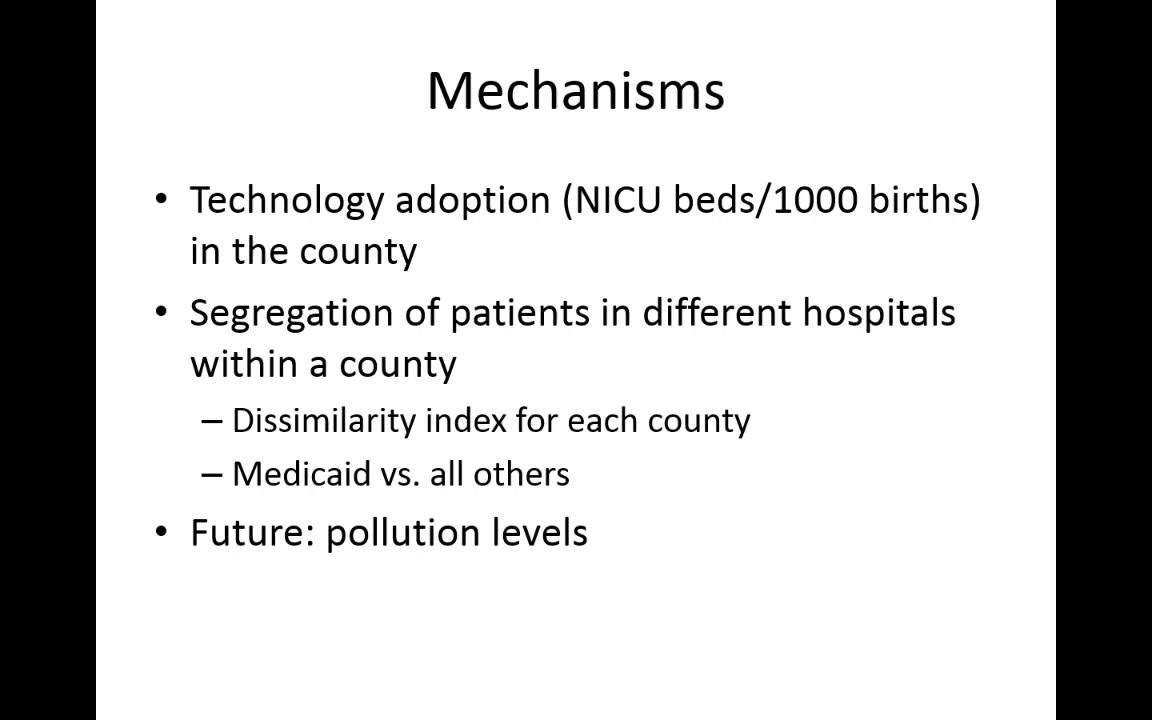 Mechanisms
• Technology adoption (NICU beds/1000 births)
in the county
• Segregation of patients in different hospitals
within a county
– Dissimilarity index for each county
– Medicaid vs. all others
• Future: pollution levels